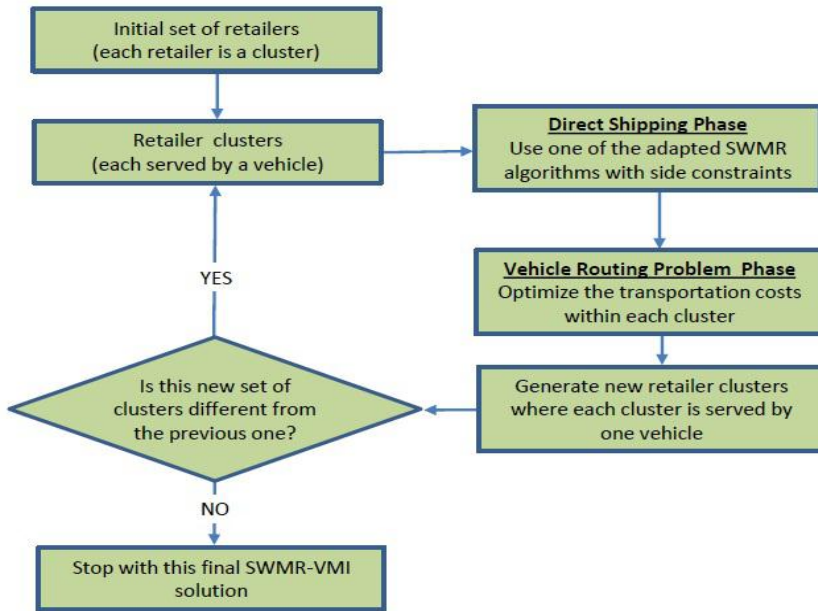 Initial set of retailers
(each retailer is a cluster)
Retailer clusters
(each served by a vehicle)
Direct Shipping Phase
Use one of the adapted SWMR
algorithms with side constraints
Vehicle Routing Problem Phase
Optimize the transportation costs
within each cluster
Generate new retailer clusters
where each cluster is served by
one vehicle
Is this new set of
clusters different from
the previous one?
YES
NO
Stop with this final SWMR-VMI
solution